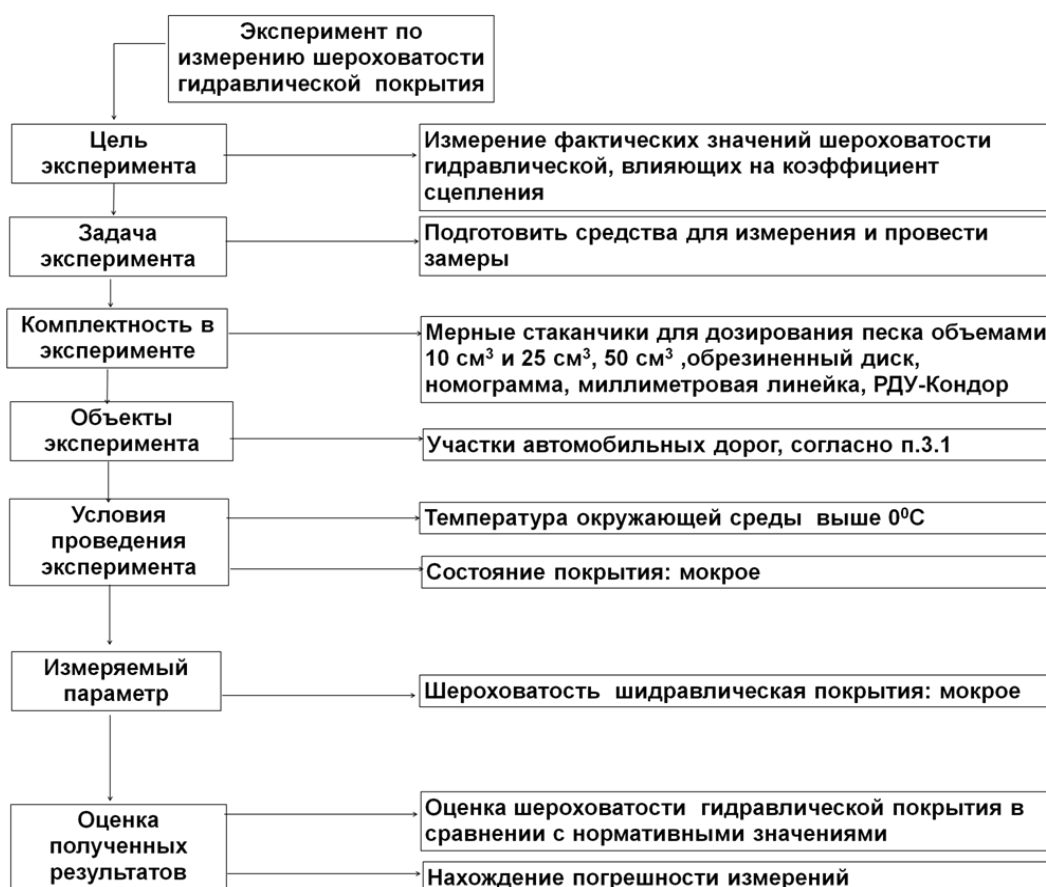 Эксперимент по
измерению шероховатости
гидравлической покрытия
Цель
эксперимента
Измерение фактических значений шероховатости
гидравлической, влияющих на коэффициент
сцепления
Задача
эксперимента
Подготовить средства для измерения и провести
замеры
Комплектность в
эксперименте
Мерные стаканчики для дозирования песка объемами
10 см³ и 25 см³, 50 см³ ,обрезиненный диск,
номограмма, миллиметровая линейка, РДУ-Кондор
Объекты
эксперимента
Участки автомобильных дорог, согласно п.3.1
Условия
проведения
эксперимента
Температура окружающей среды выше 0⁰С
Состояние покрытия: мокрое
Измеряемый
параметр
Шероховатость шидравлическая покрытия: мокрое
Оценка
полученных
результатов
Оценка шероховатости гидравлической покрытия в
сравнении с нормативными значениями
Нахождение погрешности измерений